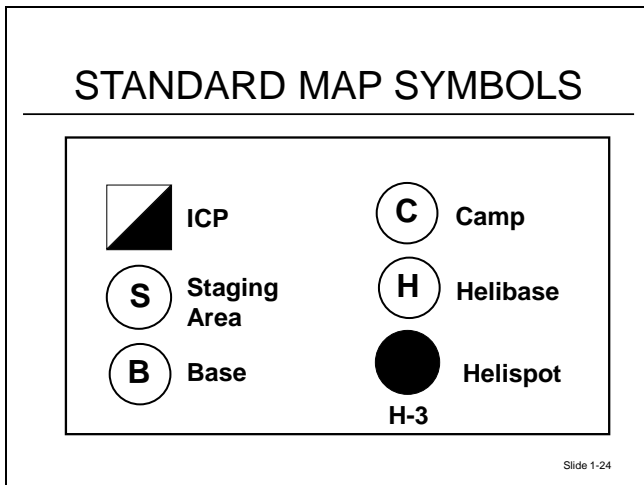 STANDARD MAP SYMBOLS
ICP
S
Staging
Area
B
Base
C
Camp
H
Helibase
Helispot
H-3
Slide 1-24